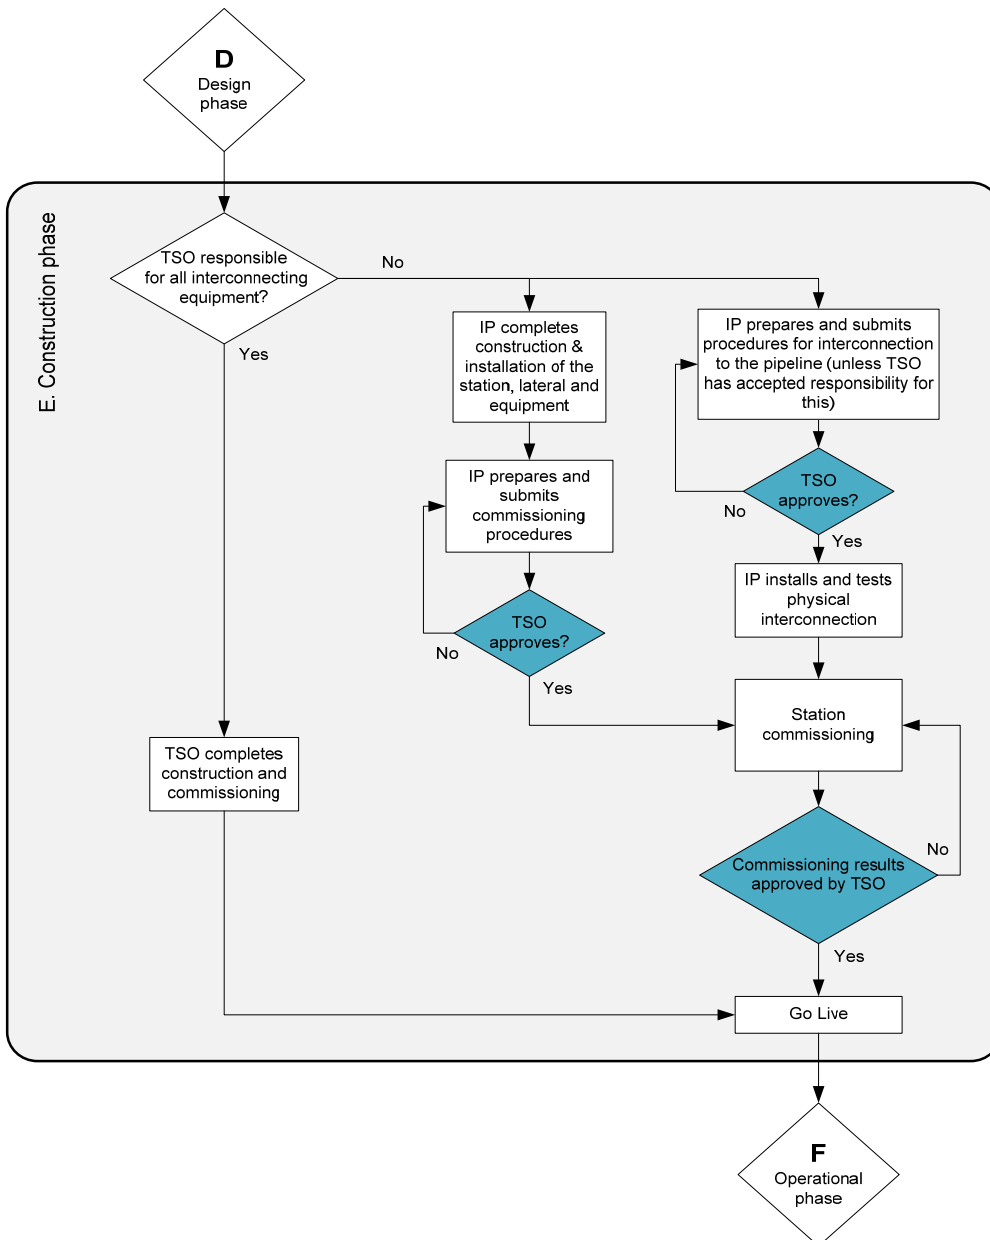 D
Design
phase
E. Construction phase
TSO responsible
for all interconnecting
equipment?
No
Yes
IP completes
construction &
installation of the
station, lateral and
equipment
IP prepares and submits
procedures for interconnection
to the pipeline (unless TSO
has accepted responsibility for
this)
IP prepares and
submits
commissioning
procedures
TSO
approves?
No
Yes
IP installs and tests
physical
interconnection
TSO
approves?
No
Yes
Station
commissioning
TSO completes
construction and
commissioning
Commissioning results
approved by TSO
No
Yes
Go Live
F
Operational
phase